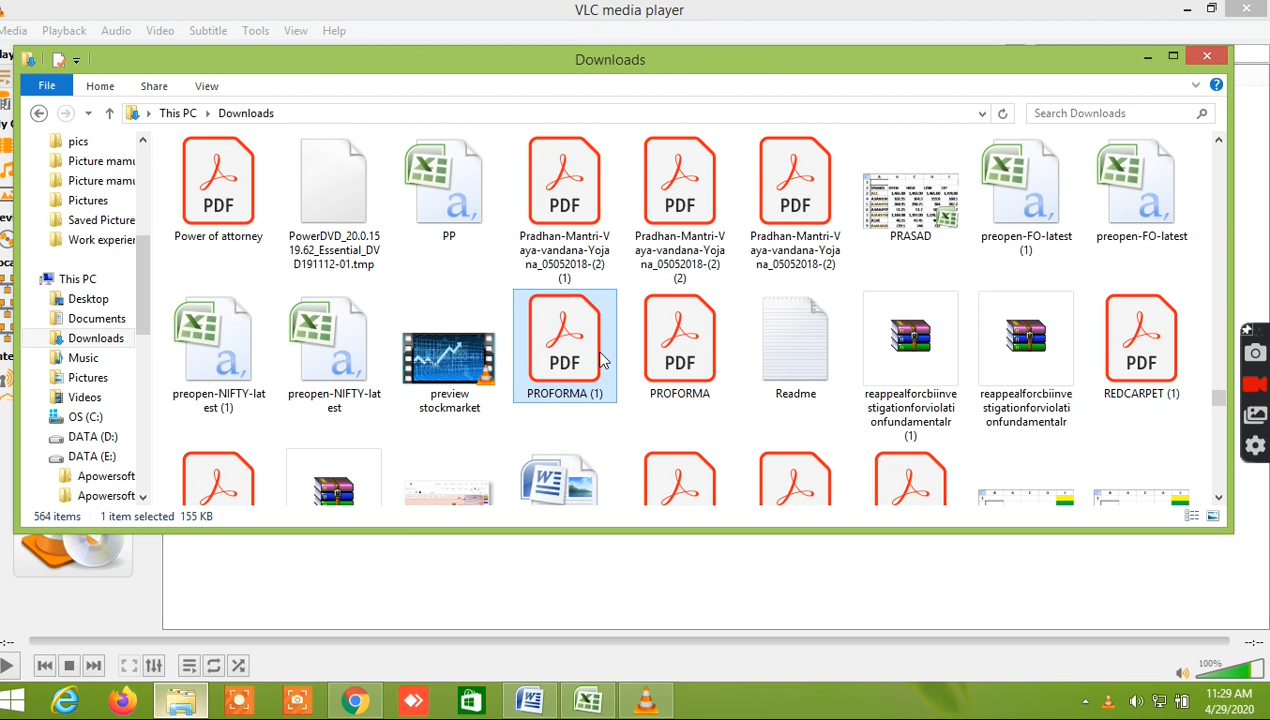 VLC media player
Media Playback Audio Video Subtitle Tools View Help
Downloads
File Home Share View
This PC Downloads
Search Downloads
pics
Picture mamu
Picture mamu
Pictures
Saved Picture
Work experien
This PC
Desktop
Documents
Downloads
Music
Pictures
Videos
OS (C:)
DATA (D:)
DATA (E:)
Apowersoft
Apowersoft
PDF
Power of attorney
PowerDVD_20.0.15
19.62_Essential_DV
D191112-01.tmp
PP
PDF
Pradhan-Mantri-V
aya-vandana-Yoja
na_05052018-(2)
(1)
PDF
Pradhan-Mantri-V
aya-vandana-Yoja
na_05052018-(2)
(2)
PDF
Pradhan-Mantri-V
aya-vandana-Yoja
na_05052018-(2)
PRASAD
preopen-FO-latest
(1)
preopen-FO-latest
preopen-NIFTY-lat
est (1)
preopen-NIFTY-lat
est
preview
stockmarket
PDF
PROFORMA (1)
PDF
PROFORMA
Readme
reappealforcbiinve
stigationforviolati
onfundamentalr
(1)
reappealforcbiinve
stigationforviolati
onfundamentalr
PDF
REDCARPET (1)
564 items 1 item selected 155 KB
--:--
100%
11:29 AM
4/29/2020